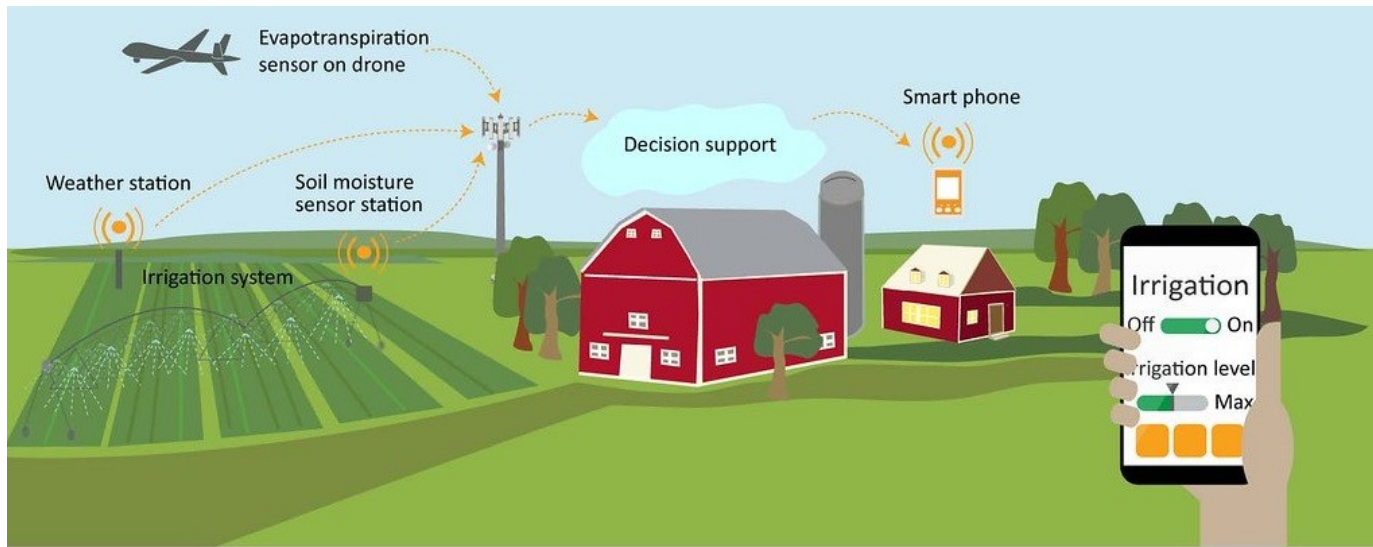 Evapotranspiration
sensor on drone
Smart phone
Decision support
Weather station
Soil moisture
sensor station
Irrigation system
Irrigation
Off On
rrigation level
Max